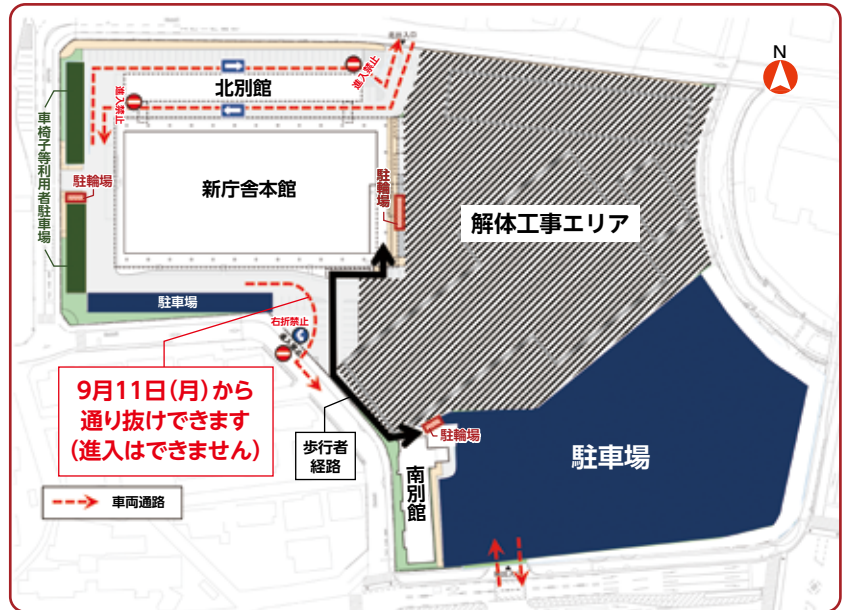 N
北口入口
進入禁止
北別館
進入禁止
車椅子等利用者駐車場
駐輪場
新庁舎本館
駐輪場
解体工事エリア
駐車場
右折禁止
9月11日(月)から
通り抜けできます
(進入はできません)
歩行者
経路
駐輪場
南別館
駐車場
車両通路